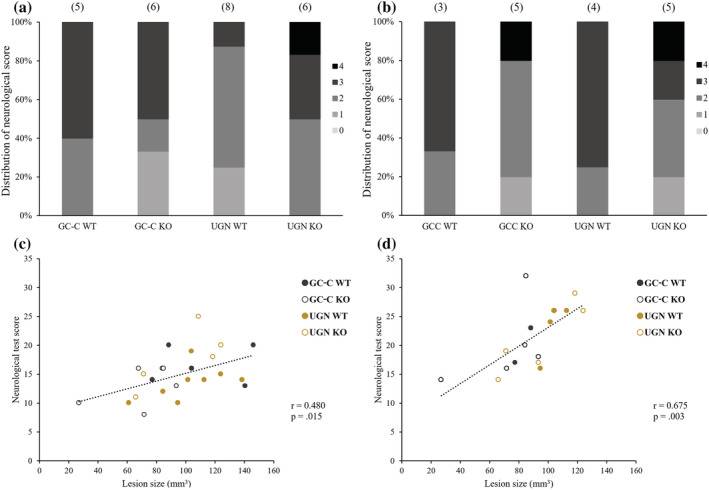 (a)
(5) (6) (8) (6)
Distribution of neurological score
100%
80%
60%
40%
20%
0%
GC-C WT GC-C KO UGN WT UGN KO
4
3
2
1
0
(b)
(3) (5) (4) (5)
Distribution of neurological score
100%
80%
60%
40%
20%
0%
GCC WT GCC KO UGN WT UGN KO
4
3
2
1
0
(c)
Neurological test score
35
30
25
20
15
10
5
0
0 20 40 60 80 100 120 140 160
Lesion size (mm³)
GC-C WT
GC-C KO
UGN WT
UGN KO
r = 0.480
p = .015
(d)
Neurological test score
35
30
25
20
15
10
5
0
0 20 40 60 80 100 120 140 160
Lesion size (mm³)
GC-C WT
GC-C KO
UGN WT
UGN KO
r = 0.675
p = .003